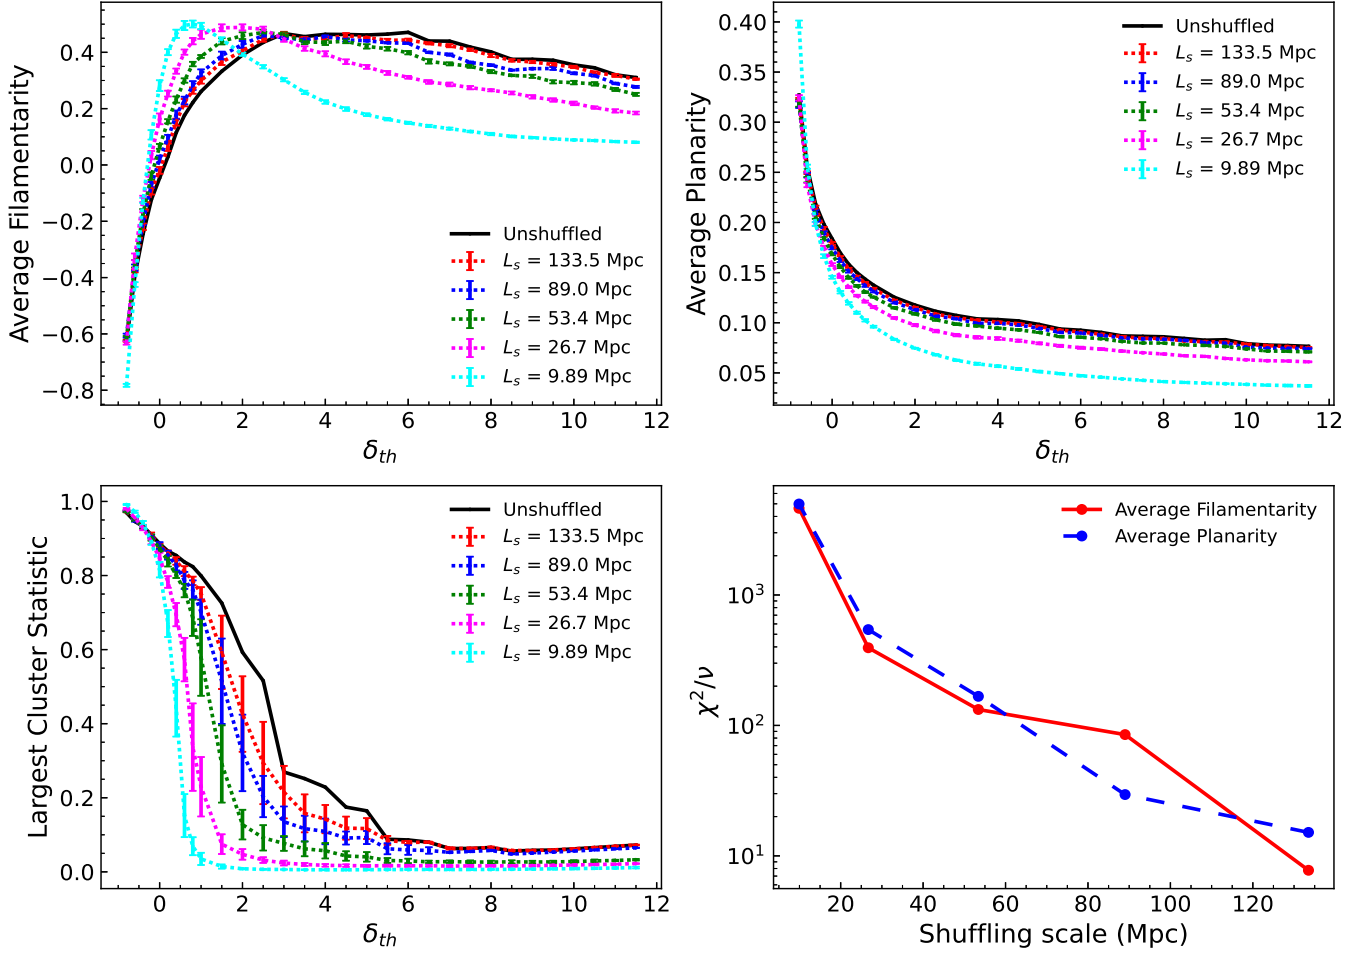 Average Filamentarity
0.4
0.2
0.0
−0.2
−0.4
−0.6
−0.8
Unshuffled
Ls = 133.5 Mpc
Ls = 89.0 Mpc
Ls = 53.4 Mpc
Ls = 26.7 Mpc
Ls = 9.89 Mpc
0 2 4 6 8 10 12
δth
Average Planarity
0.40
0.35
0.30
0.25
0.20
0.15
0.10
0.05
Unshuffled
Ls = 133.5 Mpc
Ls = 89.0 Mpc
Ls = 53.4 Mpc
Ls = 26.7 Mpc
Ls = 9.89 Mpc
0 2 4 6 8 10 12
δth
Largest Cluster Statistic
1.0
0.8
0.6
0.4
0.2
0.0
Unshuffled
Ls = 133.5 Mpc
Ls = 89.0 Mpc
Ls = 53.4 Mpc
Ls = 26.7 Mpc
Ls = 9.89 Mpc
0 2 4 6 8 10 12
δth
χ²/ν
10³
10²
10¹
Average Filamentarity
Average Planarity
20 40 60 80 100 120 140
Shuffling scale (Mpc)